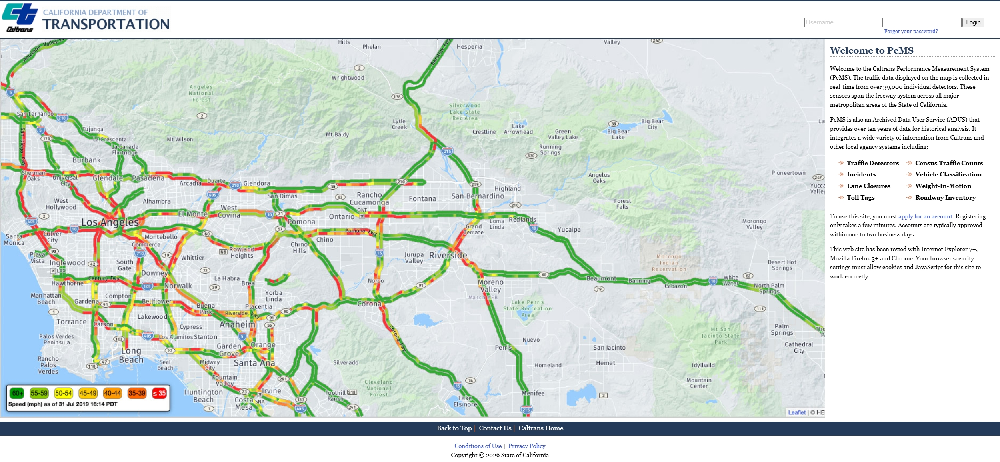 CALIFORNIA DEPARTMENT OF
TRANSPORTATION
Caltrans
Username
Login
Forgot your password?
Antelope Valley
Hills
Phelan
Barstow Fwy
Hesperia
Valley
247
2
Wrightwood
Angeles
National
Forest
138
5
Silverwood
Lake State
Rec Area
San Fernando
210
2
Lytle
Creek
38
Big Bear
City
Lake
Arrowhead
Crestline
Green
Valley Lake
Big Bear
Lake
5
Tujunga
170
La Crescenta
Mt Wilson
Mt Baldy
San Diego Fwy
La Canada
Flintridge
Running
Springs
215
330
Burbank
Sherman
Oaks
Universal
City
Glendale
Pasadena
Arcadia
Duarte
210
Glendora
30
210
259
Highland
Angelus
Oaks
Pioneertown
247
Yucca
Valley
605
San Dimas
83
Rancho
Cucamonga
Fontana
San Bernardino
West
Hollywood
Alhambra
Forest
Falls
210
West
Covina
El Monte
10
71
ONT
Ontario
405
2
Los Angeles
Pomona
Loma
Linda
Redlands
10
Morongo
Valley
10
57
Grand
Terrace
Yucaipa
Santa
Monica
Culver
City
Montebello
60
Pomona Fwy
Chino
Commerce
Chino
Hills
90
710
19
Whittier
N8
Rowland
Heights
15
Jurupa
Valley
Riverside
Playa
Vista
Inglewood
42
South
Gate
Morongo
Indian
Reservation
Desert Hot
Springs
LAX
72
Downey
La Habra
Century Fwy
60
Beaumont
Banning
10
White
Water
62
Hawthorne
105
Norwalk
39
Brea
Norco
91
Moreno
Valley
79
Cabazon
North Palm
Springs
Manhattan
Beach
Gardena
91
Compton
Bellflower
Yorba
Linda
March AFB
Corona
Lake Perris
State Recreation
Area
111
1
Buena
Park
Placentia
90
Riverside Fwy
91
Torrance
Carson
Lakewood
Anaheim
55
Cypress
Palm
Springs
Mt San
Jacinto State
Park
Palos Verdes
Peninsula
103
405
Los Alamitos
Stanton
5
Corona Fwy
Nuevo
Garden
Grove
Orange
Perris
San Jacinto
Cathedral
City
Long
Beach
22
Rancho
Palos
Verdes
110
47
Seal
Beach
Midway
City
Santa Ana
Silverado
Homeland
Hemet
Idyllwild
Fountain
Valley
261
74
15
Mountain
Center
Cleveland
National
Forest
Huntington
Beach
73
Irvine
Foothill
Ranch
S18
Menifee
3
Costa
Mesa
SNA
133
405
241
Lake
Elsinore
215
1
60+
55-59
50-54
45-49
40-44
35-39
≤ 35
Speed (mph) as of 31 Jul 2019 16:14 PDT
Leaflet | © HE
Welcome to PeMS
Welcome to the Caltrans Performance Measurement System
(PeMS). The traffic data displayed on the map is collected in
real-time from over 39,000 individual detectors. These
sensors span the freeway system across all major
metropolitan areas of the State of California.
PeMS is also an Archived Data User Service (ADUS) that
provides over ten years of data for historical analysis. It
integrates a wide variety of information from Caltrans and
other local agency systems including:
Traffic Detectors
Census Traffic Counts
Incidents
Vehicle Classification
Lane Closures
Weight-In-Motion
Toll Tags
Roadway Inventory
To use this site, you must apply for an account. Registering
only takes a few minutes. Accounts are typically approved
within one to two business days.
This web site has been tested with Internet Explorer 7+,
Mozilla Firefox 3+ and Chrome. Your browser security
settings must allow cookies and JavaScript for this site to
work correctly.
Back to Top | Contact Us | Caltrans Home
Conditions of Use | Privacy Policy
Copyright © 2026 State of California